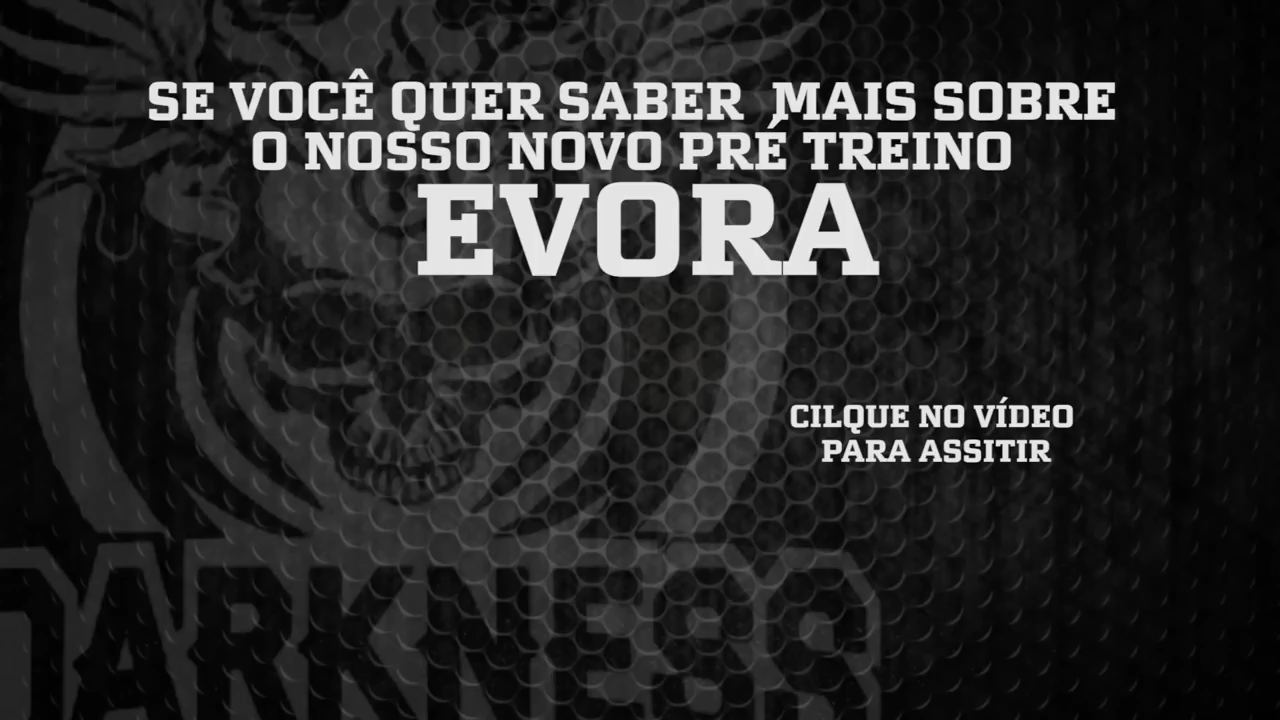 SE VOCÊ QUER SABER MAIS SOBRE
O NOSSO NOVO PRÉ TREINO
EVORA
CILQUE NO VÍDEO
PARA ASSITIR
DARKNESS